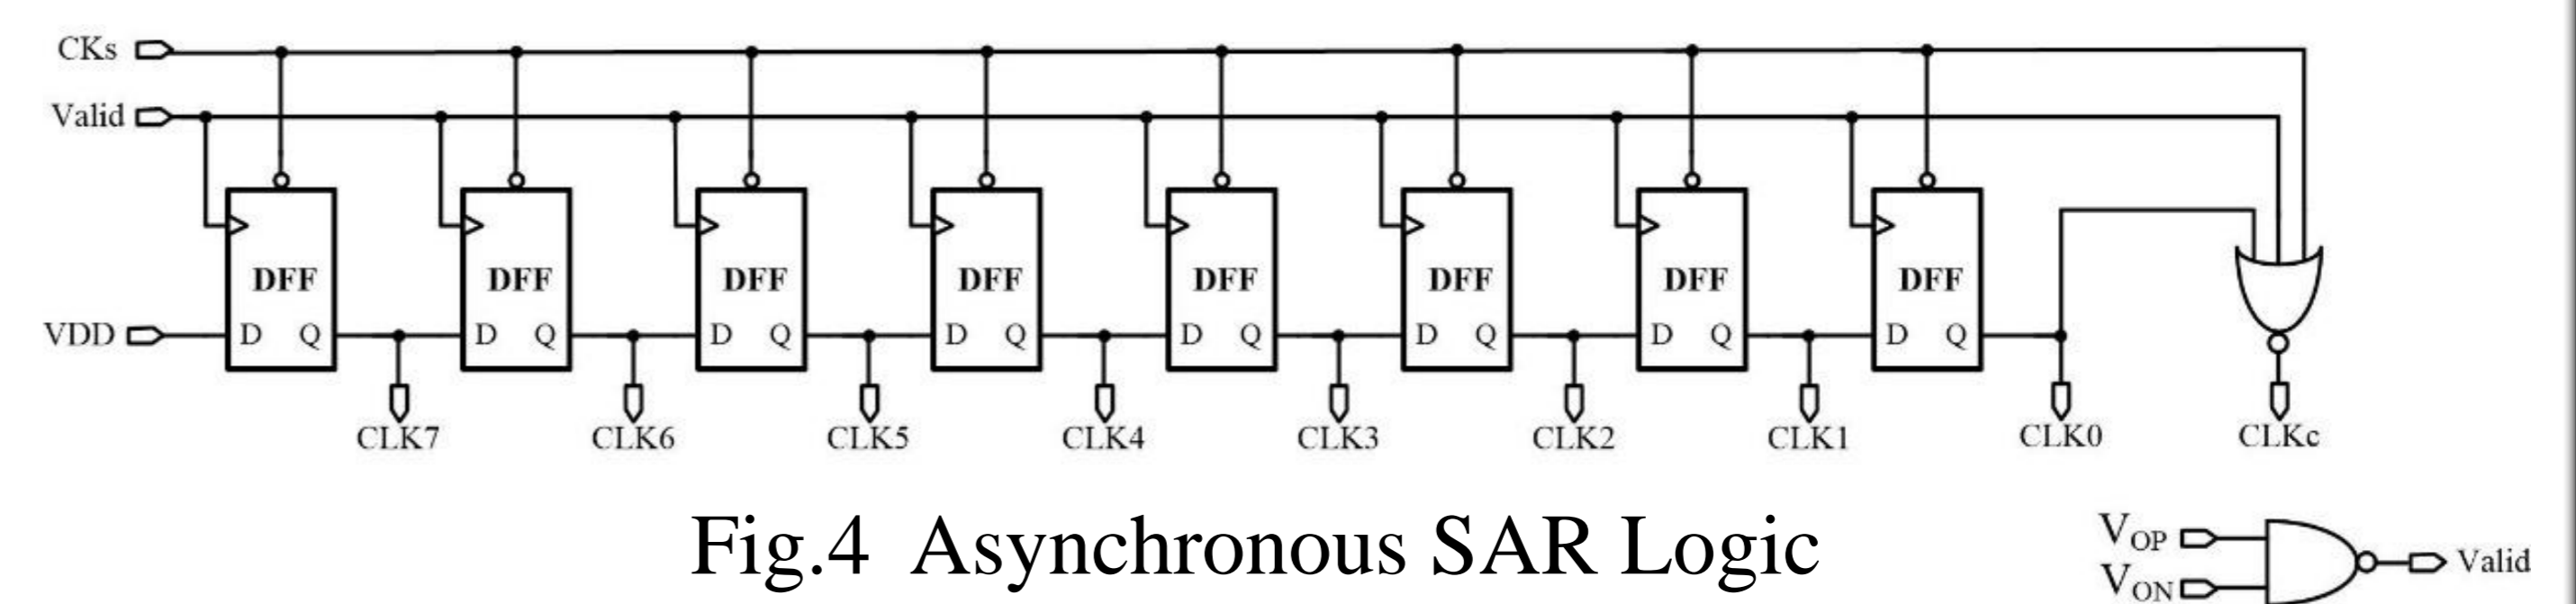 CKs
Valid
DFF DFF DFF DFF DFF DFF DFF DFF
VDD D Q D Q D Q D Q D Q D Q D Q D Q
CLK7 CLK6 CLK5 CLK4 CLK3 CLK2 CLK1 CLK0 CLKc
Fig.4 Asynchronous SAR Logic
VOP
Valid
VON